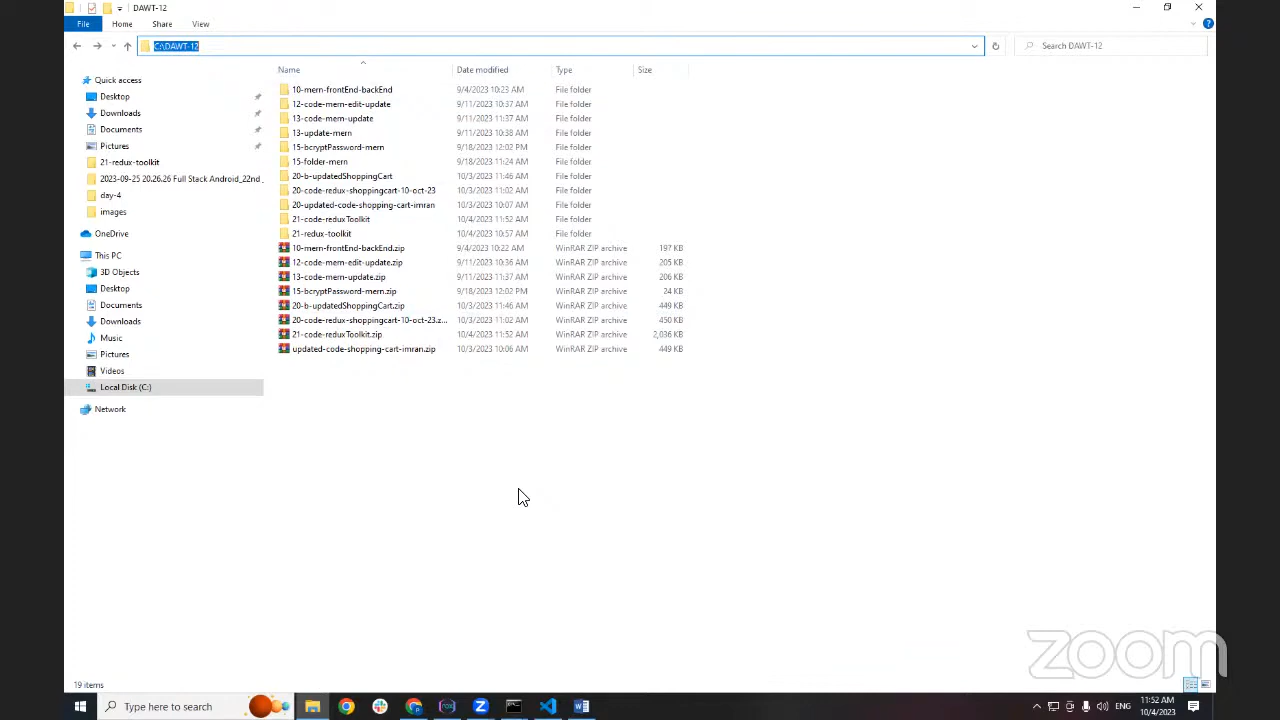 DAWT-12
File Home Share View
C:\DAWT-12 Search DAWT-12
Name Date modified Type Size
Quick access
Desktop
Downloads
Documents
Pictures
21-redux-toolkit
2023-09-25 20.26.26 Full Stack Android_22nd
day-4
images
OneDrive
This PC
3D Objects
Desktop
Documents
Downloads
Music
Pictures
Videos
Local Disk (C:)
Network
10-mern-frontEnd-backEnd 9/4/2023 10:23 AM File folder
12-code-mern-edit-update 9/11/2023 10:37 AM File folder
13-code-mern-update 9/11/2023 11:37 AM File folder
13-update-mern 9/11/2023 10:38 AM File folder
15-bcryptPassword-mern 9/18/2023 12:02 PM File folder
15-folder-mern 9/18/2023 11:24 AM File folder
20-b-updatedShoppingCart 10/3/2023 11:46 AM File folder
20-code-redux-shoppingcart-10-oct-23 10/3/2023 11:02 AM File folder
20-updated-code-shopping-cart-imran 10/3/2023 10:07 AM File folder
21-code-reduxToolkit 10/4/2023 11:52 AM File folder
21-redux-toolkit 10/4/2023 10:57 AM File folder
10-mern-frontEnd-backEnd.zip 9/4/2023 10:22 AM WinRAR ZIP archive 197 KB
12-code-mern-edit-update.zip 9/11/2023 10:36 AM WinRAR ZIP archive 205 KB
13-code-mern-update.zip 9/11/2023 11:37 AM WinRAR ZIP archive 206 KB
15-bcryptPassword-mern.zip 9/18/2023 12:02 PM WinRAR ZIP archive 24 KB
20-b-updatedShoppingCart.zip 10/3/2023 11:46 AM WinRAR ZIP archive 449 KB
20-code-redux-shoppingcart-10-oct-23.z... 10/3/2023 11:02 AM WinRAR ZIP archive 450 KB
21-code-reduxToolkit.zip 10/4/2023 11:52 AM WinRAR ZIP archive 2,036 KB
updated-code-shopping-cart-imran.zip 10/3/2023 10:06 AM WinRAR ZIP archive 449 KB
zoom
19 items
Type here to search ENG 11:52 AM
10/4/2023